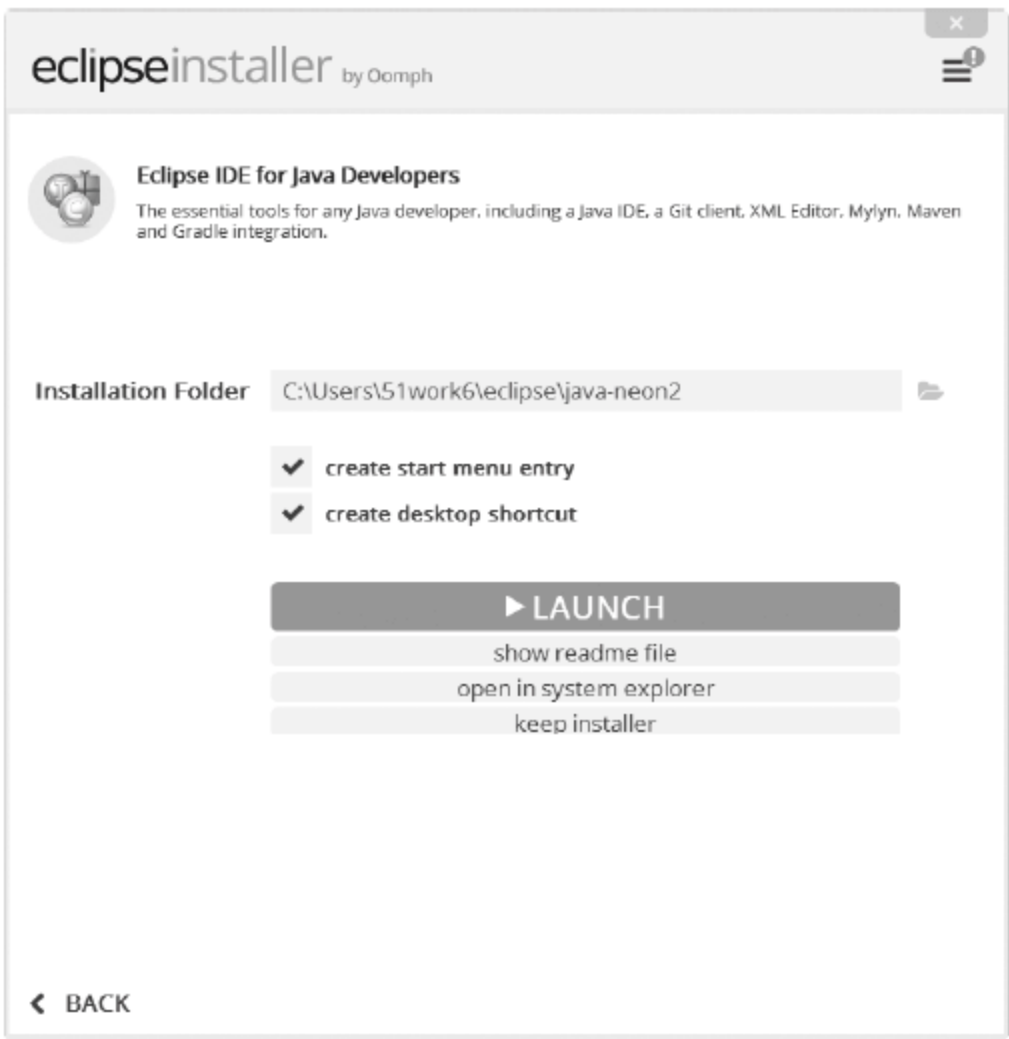 eclipseinstaller by Oomph
Eclipse IDE for Java Developers
The essential tools for any Java developer, including a Java IDE, a Git client, XML Editor, Mylyn, Maven
and Gradle integration.
Installation Folder C:\Users\51work6\eclipse\java-neon2
create start menu entry
create desktop shortcut
LAUNCH
show readme file
open in system explorer
keep installer
BACK